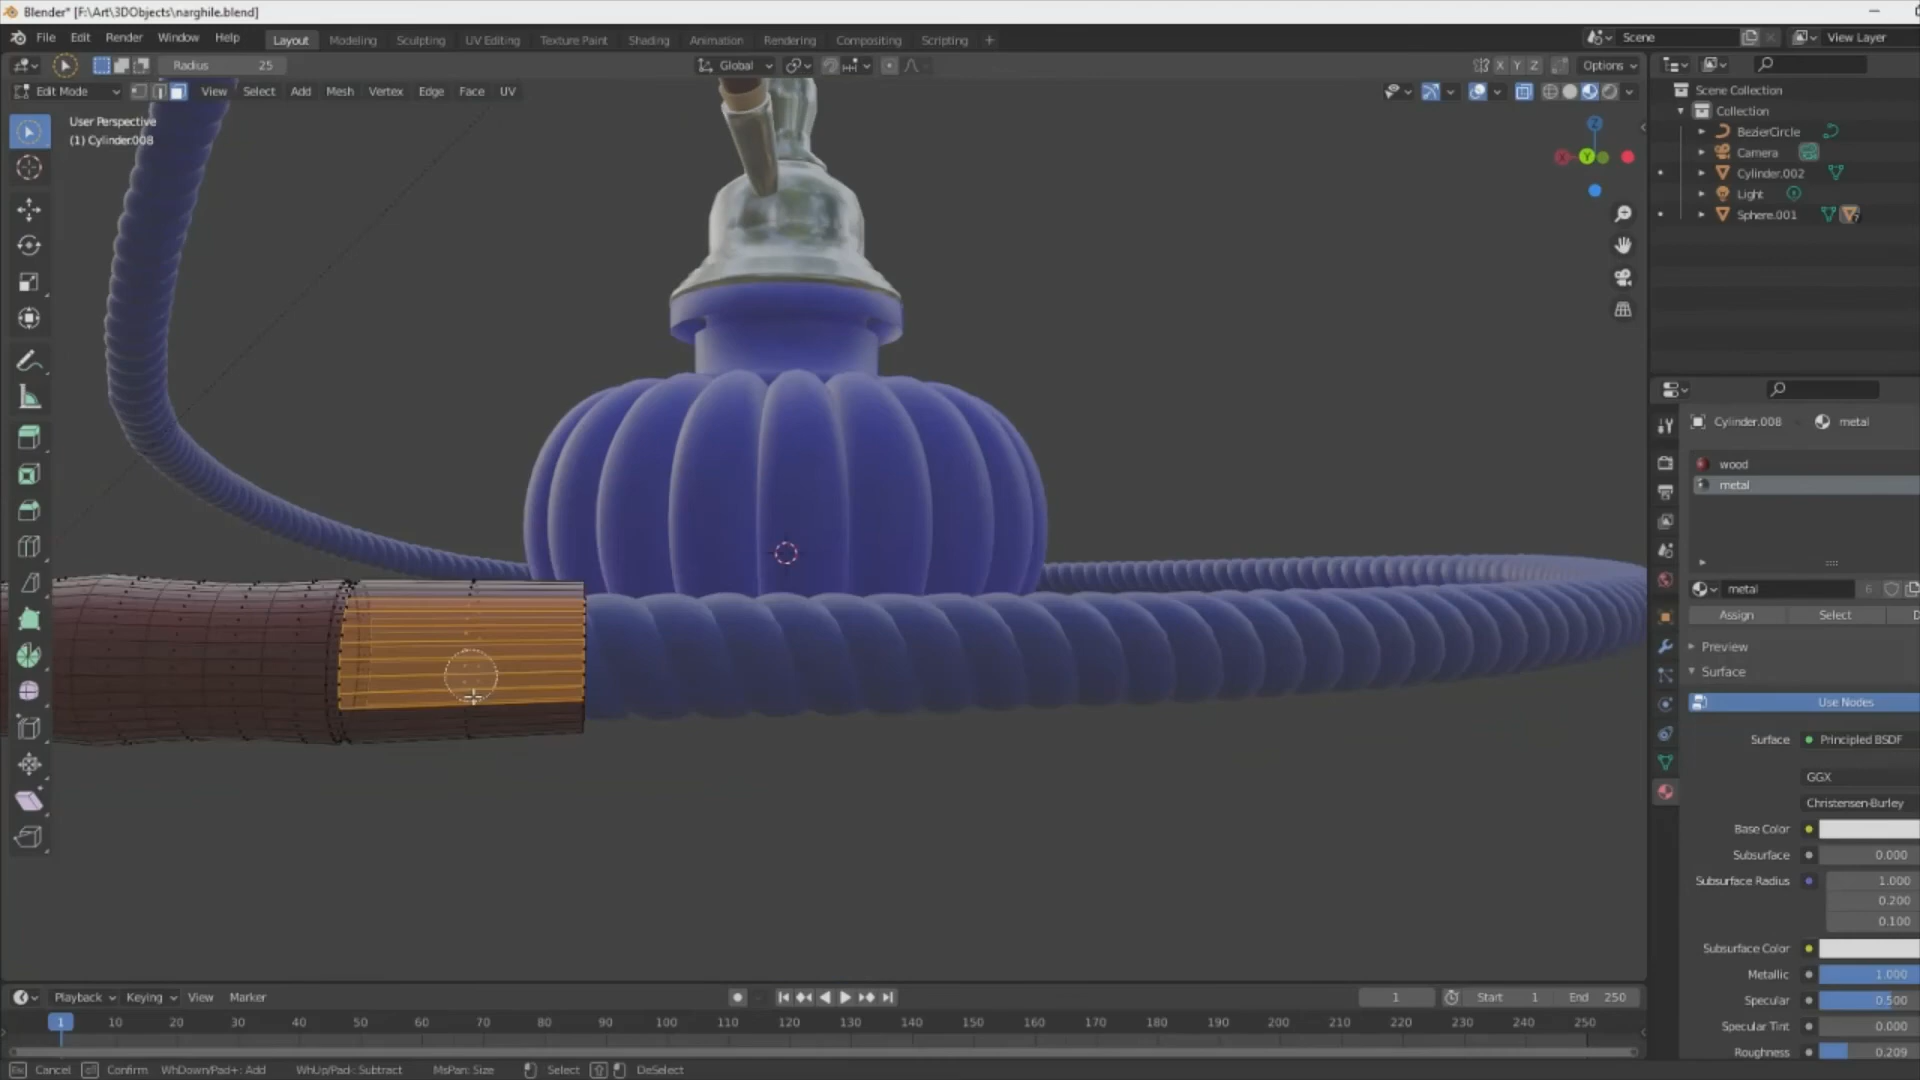 Blender* [F:\Art\3DObjects\narghile.blend]
File Edit Render Window Help Layout Modeling Sculpting UV Editing Texture Paint Shading Animation Rendering Compositing Scripting + Scene View Layer
Radius 25 Global X Y Z Options
Edit Mode View Select Add Mesh Vertex Edge Face UV
User Perspective
(1) Cylinder.008
Z
X Y
Scene Collection
Collection
BezierCircle
Camera
Cylinder.002
Light
Sphere.001
Cylinder.008 metal
wood
metal
metal 6
Assign Select D
Preview
Surface
Use Nodes
Surface Principled BSDF
GGX
Christensen-Burley
Base Color
Subsurface 0.000
Subsurface Radius 1.000
0.200
0.100
Subsurface Color
Metallic 1.000
Specular 0.500
Specular Tint 0.000
Roughness 0.209
Playback Keying View Marker 1 Start 1 End 250
1 10 20 30 40 50 60 70 80 90 100 110 120 130 140 150 160 170 180 190 200 210 220 230 240 250
Esc Cancel Confirm WhDown/Pad+: Add WhUp/Pad-: Subtract MsPan: Size Select DeSelect